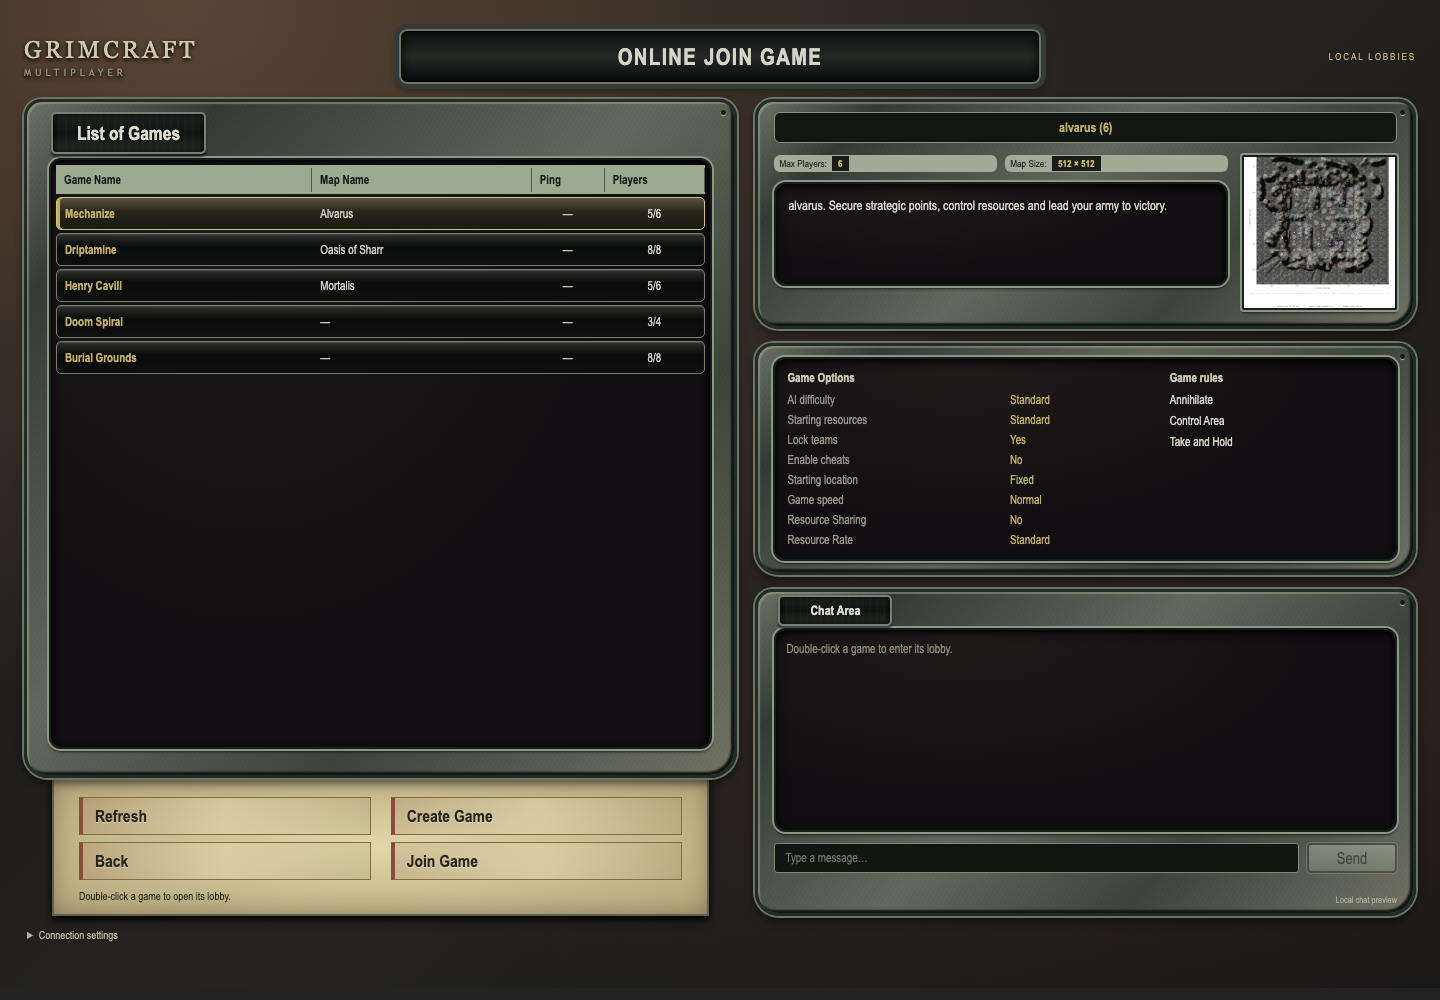 GRIMCRAFT
MULTIPLAYER
ONLINE JOIN GAME
LOCAL LOBBIES
List of Games
Game Name Map Name Ping Players
Mechanize Alvarus — 5/6
Driptamine Oasis of Sharr — 8/8
Henry Cavill Mortalis — 5/6
Doom Spiral — — 3/4
Burial Grounds — — 8/8
Refresh Create Game
Back Join Game
Double-click a game to open its lobby.
Connection settings
alvarus (6)
Max Players: 6 Map Size: 512 × 512
alvarus. Secure strategic points, control resources and lead your army to victory.
Game Options Game rules
AI difficulty Standard Annihilate
Starting resources Standard Control Area
Lock teams Yes Take and Hold
Enable cheats No
Starting location Fixed
Game speed Normal
Resource Sharing No
Resource Rate Standard
Chat Area
Double-click a game to enter its lobby.
Type a message... Send
Local chat preview